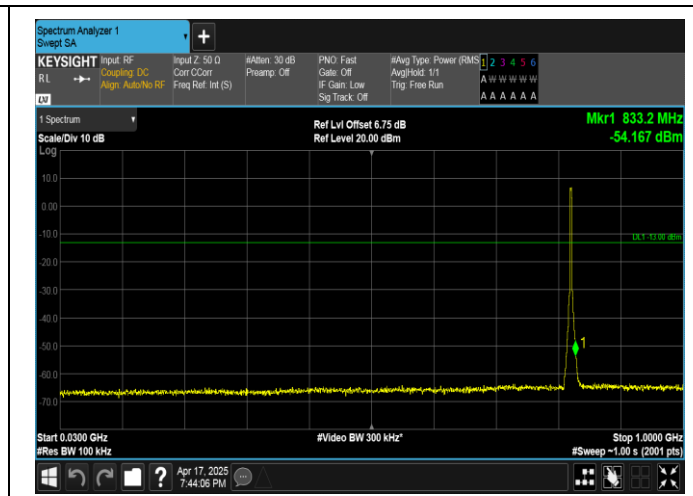 Spectrum Analyzer 1
Swept SA
+
KEYSIGHT
RL
LXI
Input: RF
Coupling: DC
Align: Auto/No RF
Input Z: 50 Ω
Corr CCorr
Freq Ref: Int (S)
#Atten: 30 dB
Preamp: Off
PNO: Fast
Gate: Off
IF Gain: Low
Sig Track: Off
#Avg Type: Power (RMS
Avg|Hold: 1/1
Trig: Free Run
1 2 3 4 5 6
A W W W W W
A A A A A A
1 Spectrum
Scale/Div 10 dB
Log
Ref Lvl Offset 6.75 dB
Ref Level 20.00 dBm
Mkr1 833.2 MHz
-54.167 dBm
10.0
0.00
-10.0
DL1 -13.00 dBm
-20.0
-30.0
-40.0
-50.0
1
-60.0
-70.0
Start 0.0300 GHz
#Res BW 100 kHz
#Video BW 300 kHz*
Stop 1.0000 GHz
#Sweep ~1.00 s (2001 pts)
?
Apr 17, 2025
7:44:06 PM